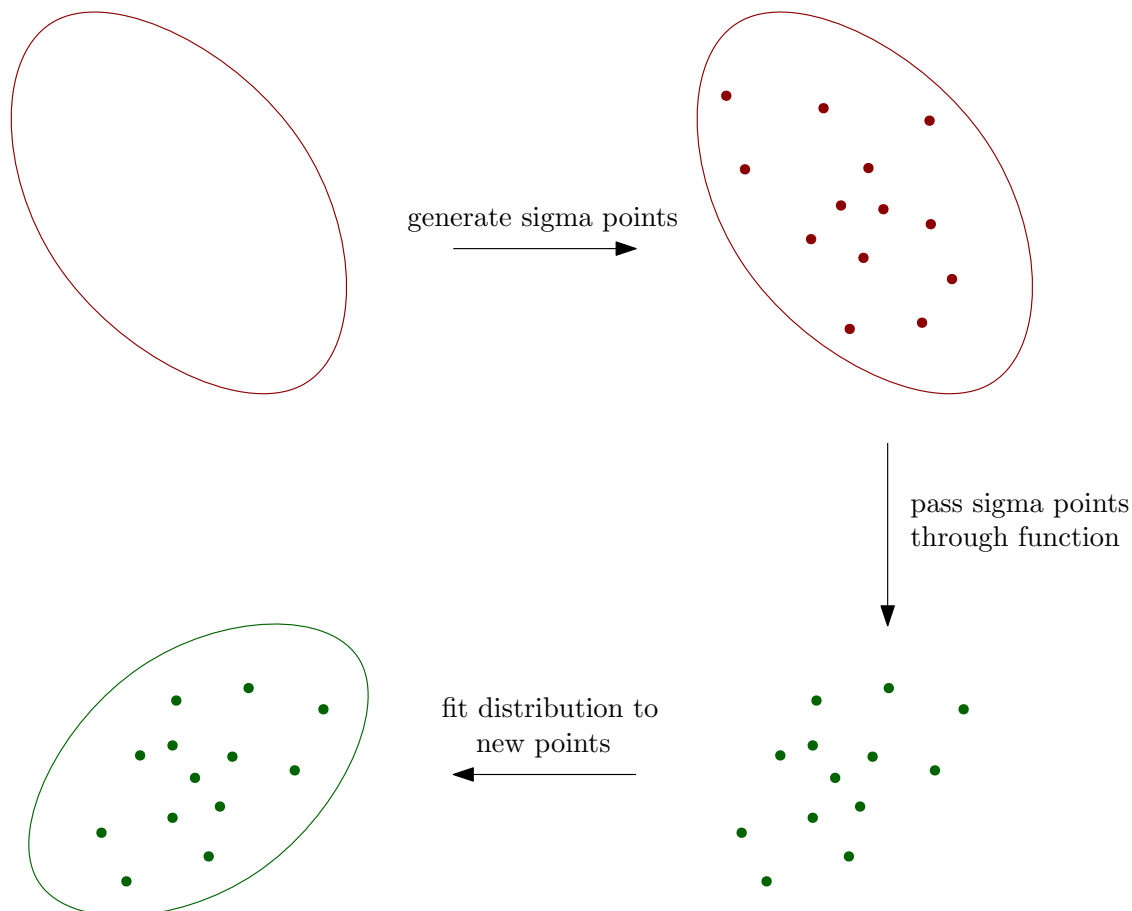 generate sigma points
pass sigma points
through function
fit distribution to
new points